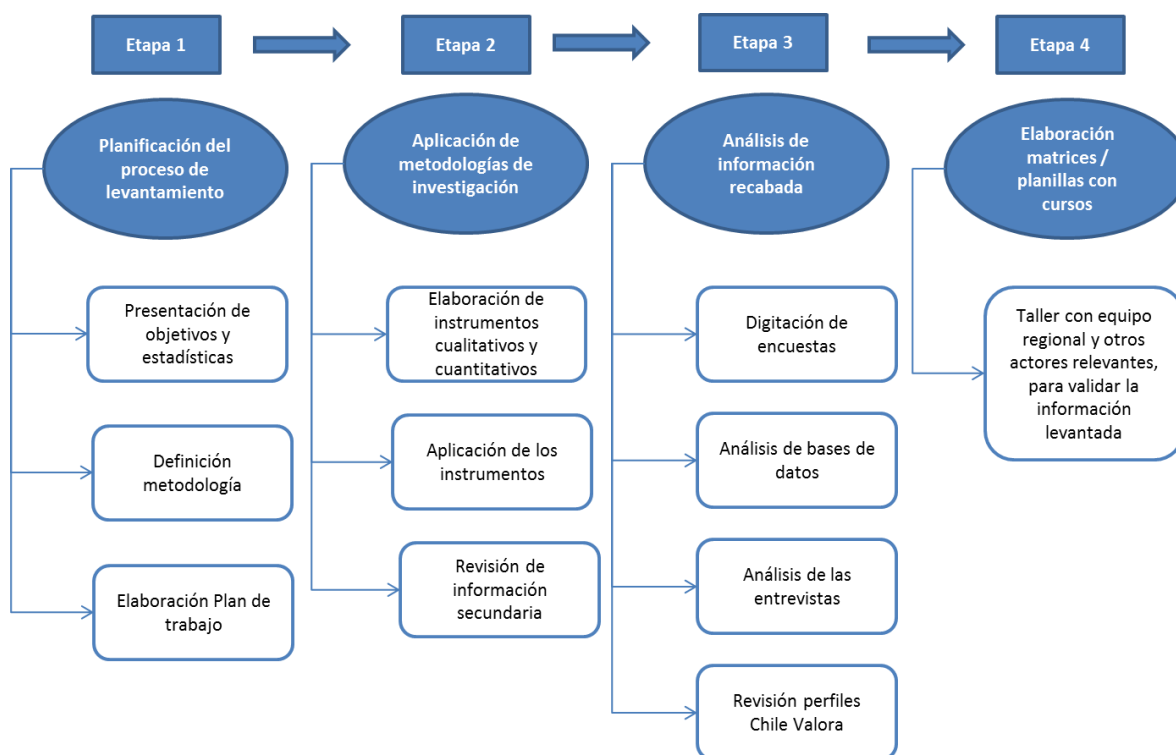 Etapa 1
Etapa 2
Etapa 3
Etapa 4
Planificación del
proceso de
levantamiento
Aplicación de
metodologías de
investigación
Análisis de
información
recabada
Elaboración
matrices /
planillas con
cursos
Presentación de
objetivos y
estadísticas
Definición
metodología
Elaboración Plan de
trabajo
Elaboración de
instrumentos
cualitativos y
cuantitativos
Aplicación de los
instrumentos
Revisión de
información
secundaria
Digitación de
encuestas
Análisis de bases de
datos
Análisis de las
entrevistas
Revisión perfiles
Chile Valora
Taller con equipo
regional y otros
actores relevantes,
para validar la
información
levantada